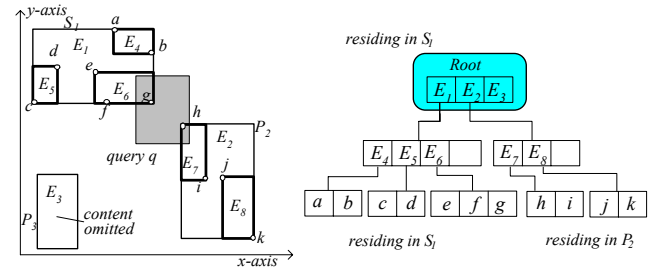 y-axis
S1
a
E1
E4
b
d
e
E5
E6
c
f
g
h
P2
E2
query q
E7
j
i
E8
k
E3
P3
content
omitted
x-axis
residing in S1
Root
E1 E2 E3
E4 E5 E6
E7 E8
a b
c d
e f g
h i
j k
residing in S1
residing in P2